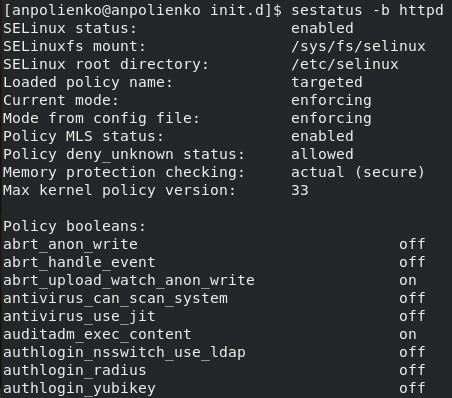 [anpolienko@anpolienko init.d]$ sestatus -b httpd
SELinux status:                 enabled
SELinuxfs mount:                /sys/fs/selinux
SELinux root directory:         /etc/selinux
Loaded policy name:             targeted
Current mode:                   enforcing
Mode from config file:          enforcing
Policy MLS status:              enabled
Policy deny_unknown status:     allowed
Memory protection checking:     actual (secure)
Max kernel policy version:      33

Policy booleans:
abrt_anon_write                             off
abrt_handle_event                           off
abrt_upload_watch_anon_write                on
antivirus_can_scan_system                   off
antivirus_use_jit                           off
auditadm_exec_content                       on
authlogin_nsswitch_use_ldap                 off
authlogin_radius                            off
authlogin_yubikey                           off